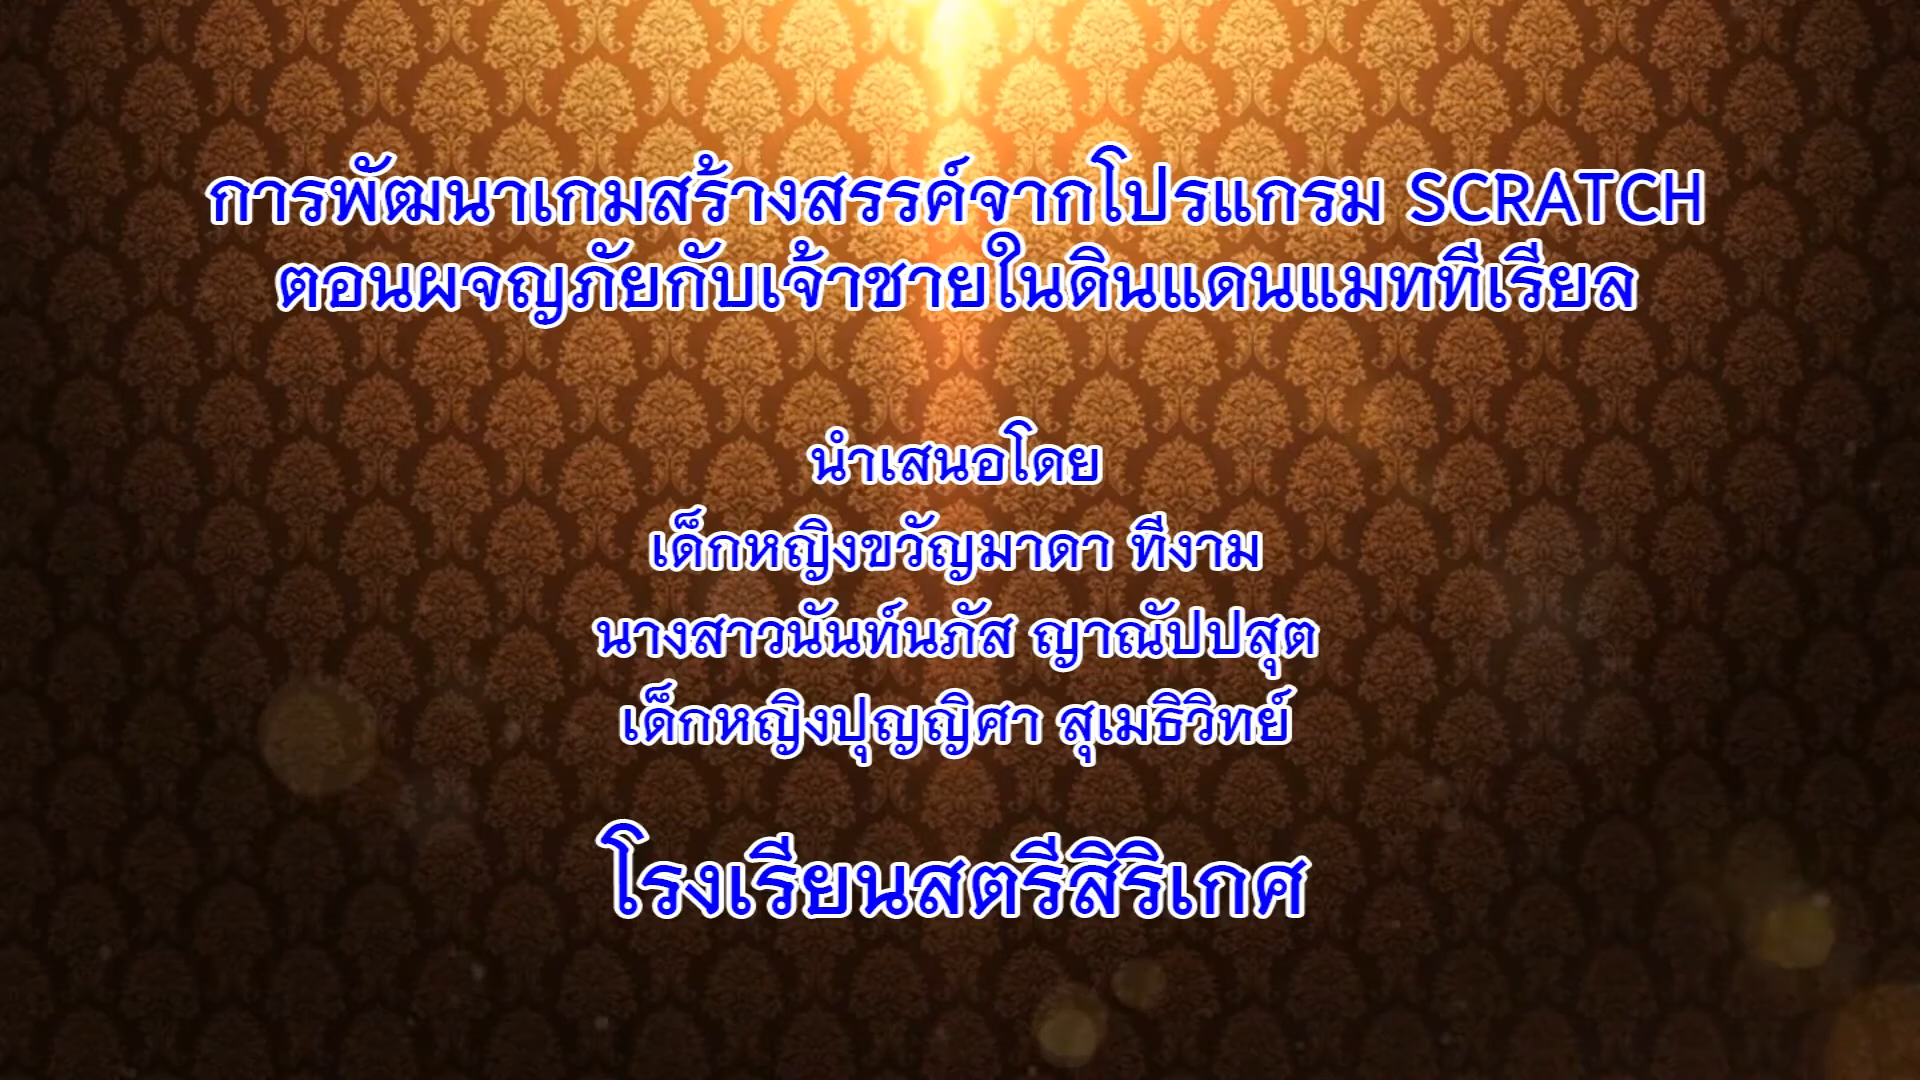 การพัฒนาเกมสร้างสรรค์จากโปรแกรม SCRATCH
ตอนผจญภัยกับเจ้าชายในดินแดนแมททีเรียล
นำเสนอโดย
เด็กหญิงขวัญมาดา ทีงาม
นางสาวนันท์นภัส ญาณัปปสุต
เด็กหญิงปุญญิศา สุเมธิวิทย์
โรงเรียนสตรีสิริเกศ